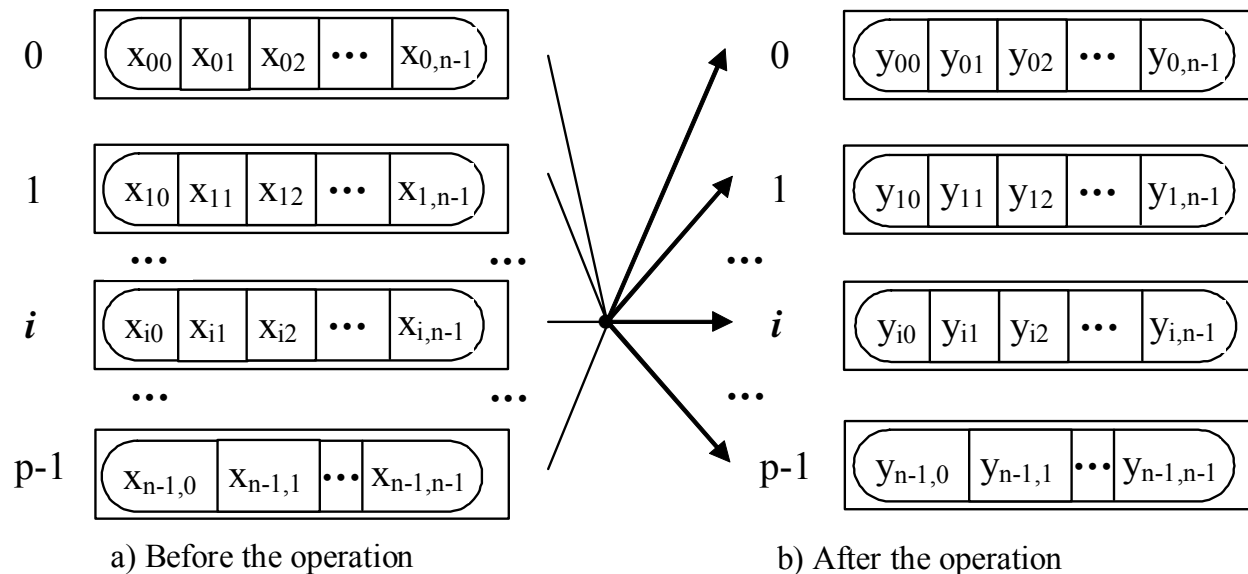 0 x00 x01 x02 ... x0,n-1 0 y00 y01 y02 ... y0,n-1
1 x10 x11 x12 ... x1,n-1 1 y10 y11 y12 ... y1,n-1
... ... ...
i xi0 xi1 xi2 ... xi,n-1 i yi0 yi1 yi2 ... yi,n-1
... ... ...
p-1 xn-1,0 xn-1,1 ... xn-1,n-1 p-1 yn-1,0 yn-1,1 ... yn-1,n-1
a) Before the operation b) After the operation